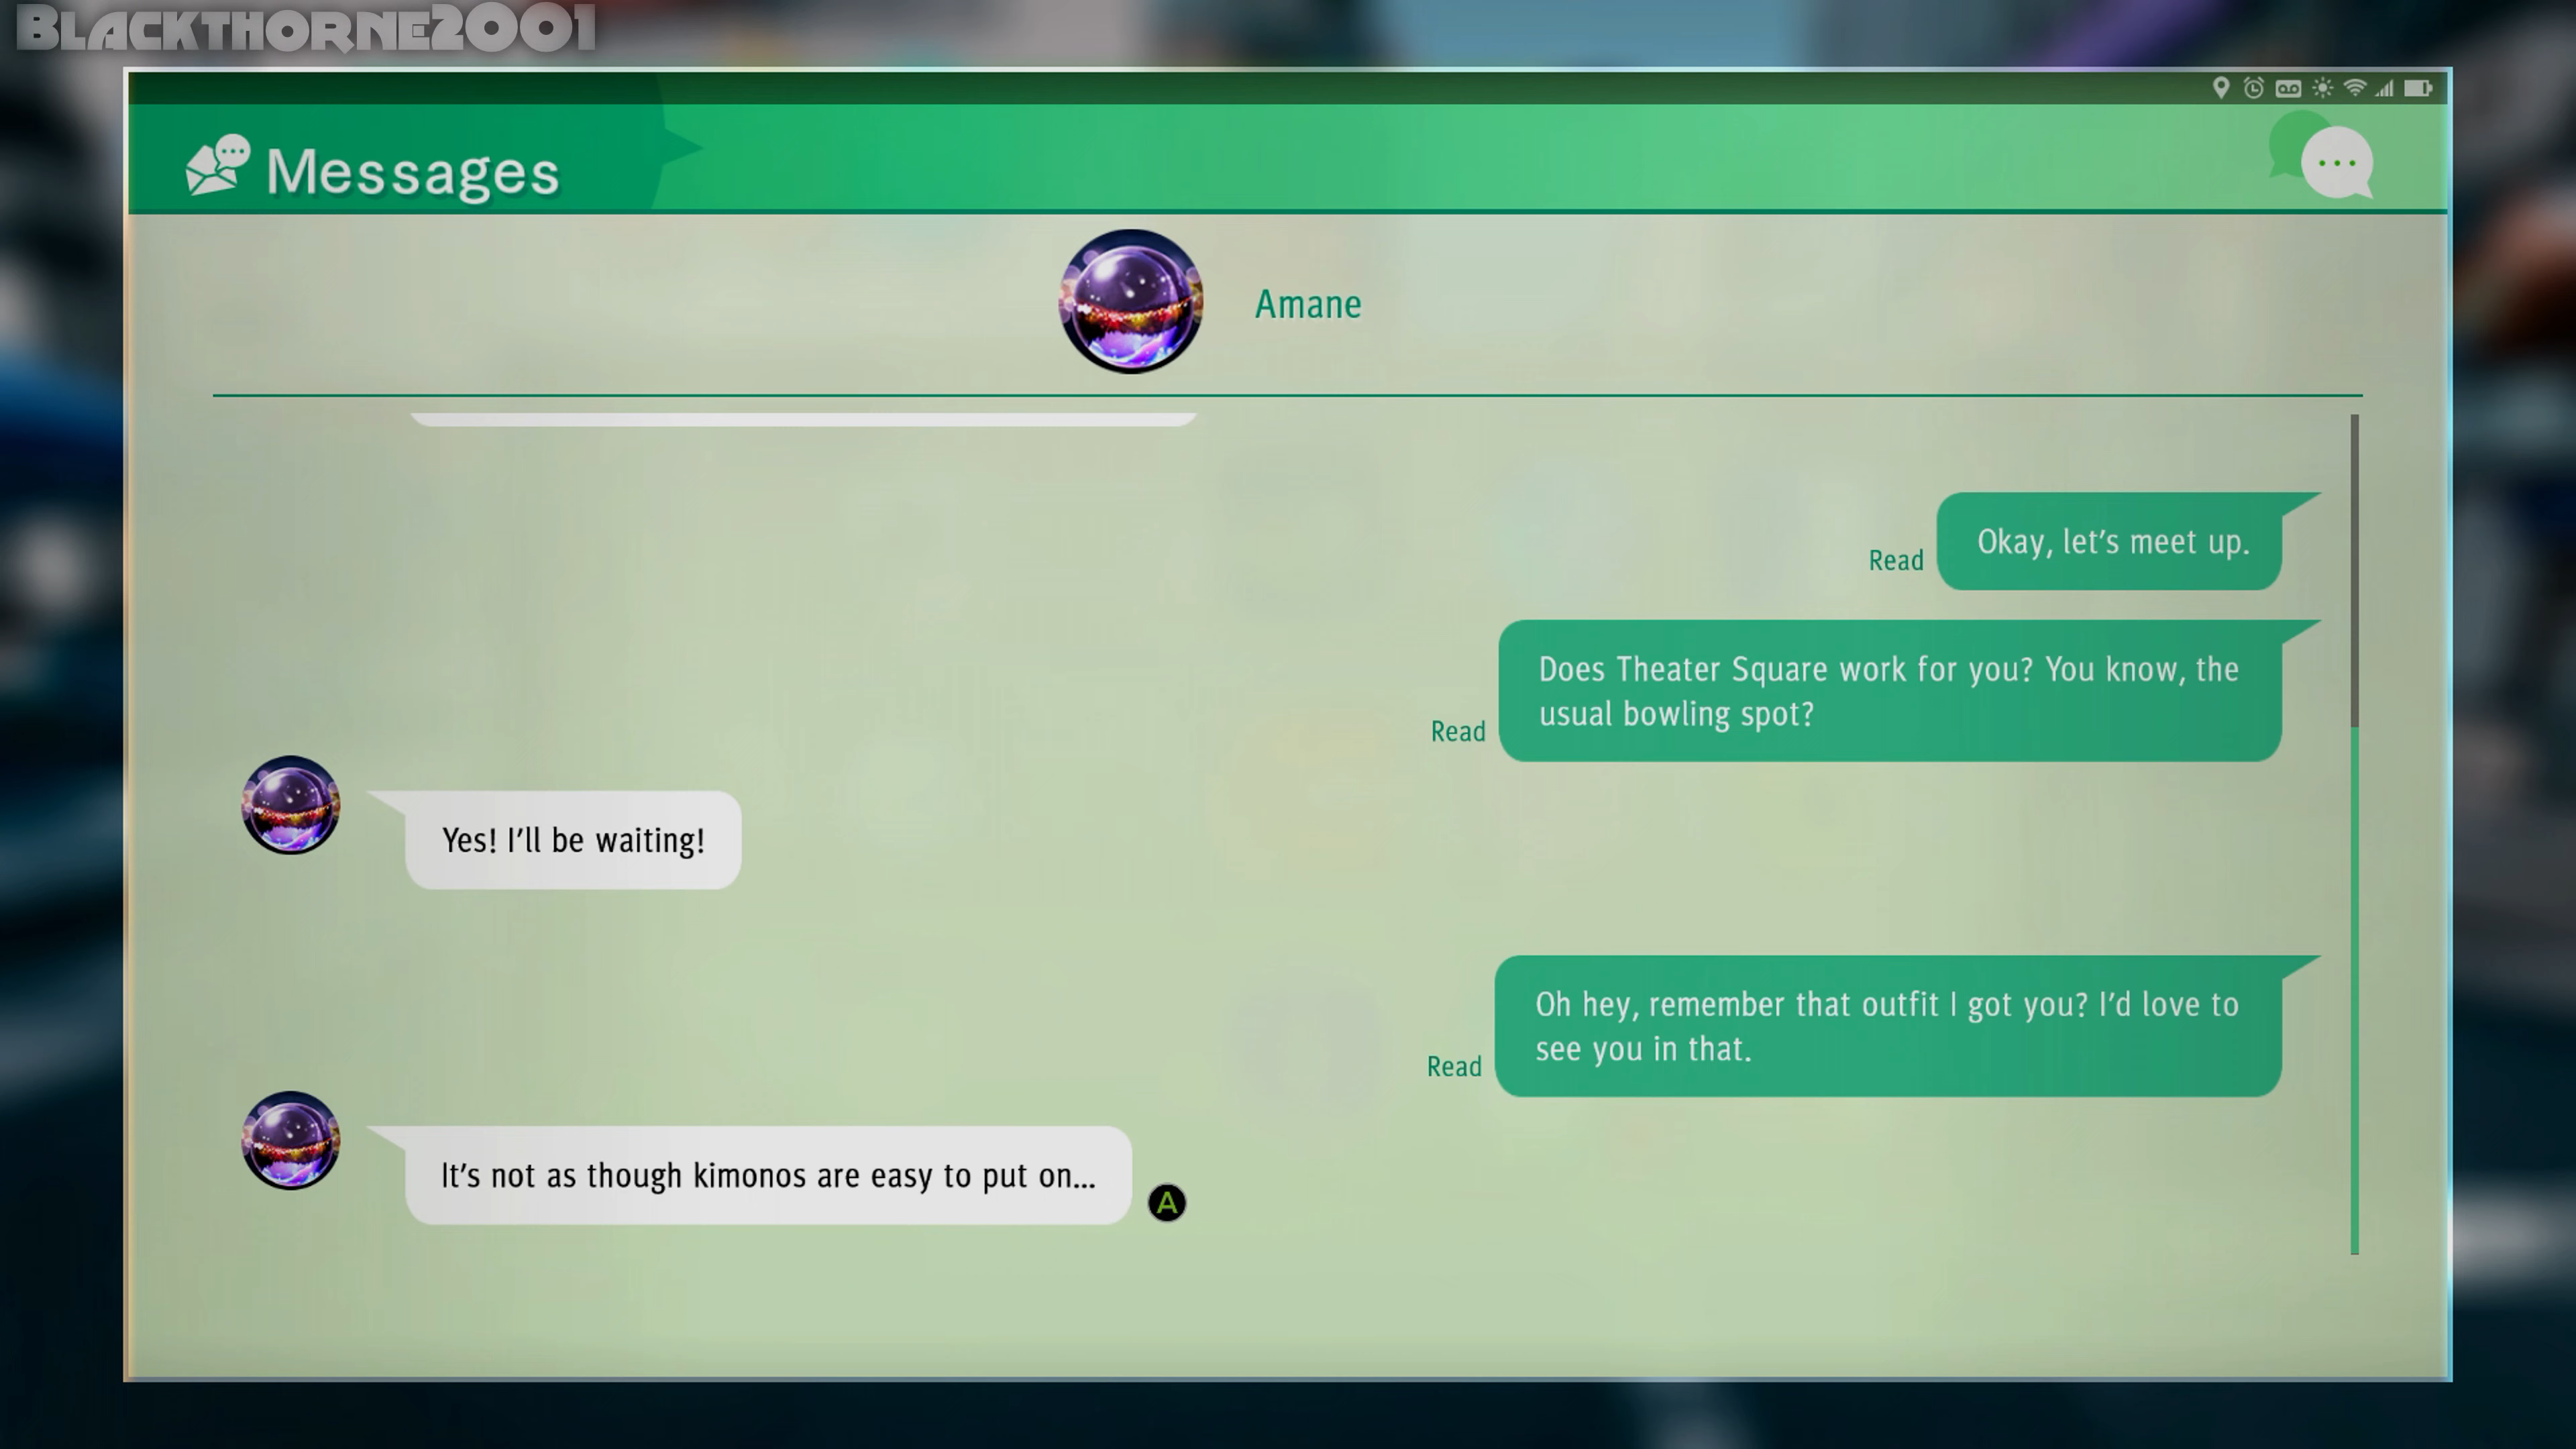 BLACKTHORNE2001
Messages
Amane
Okay, let's meet up.
Read
Does Theater Square work for you? You know, the
usual bowling spot?
Read
Yes! I'll be waiting!
Oh hey, remember that outfit I got you? I'd love to
see you in that.
Read
It's not as though kimonos are easy to put on...
A